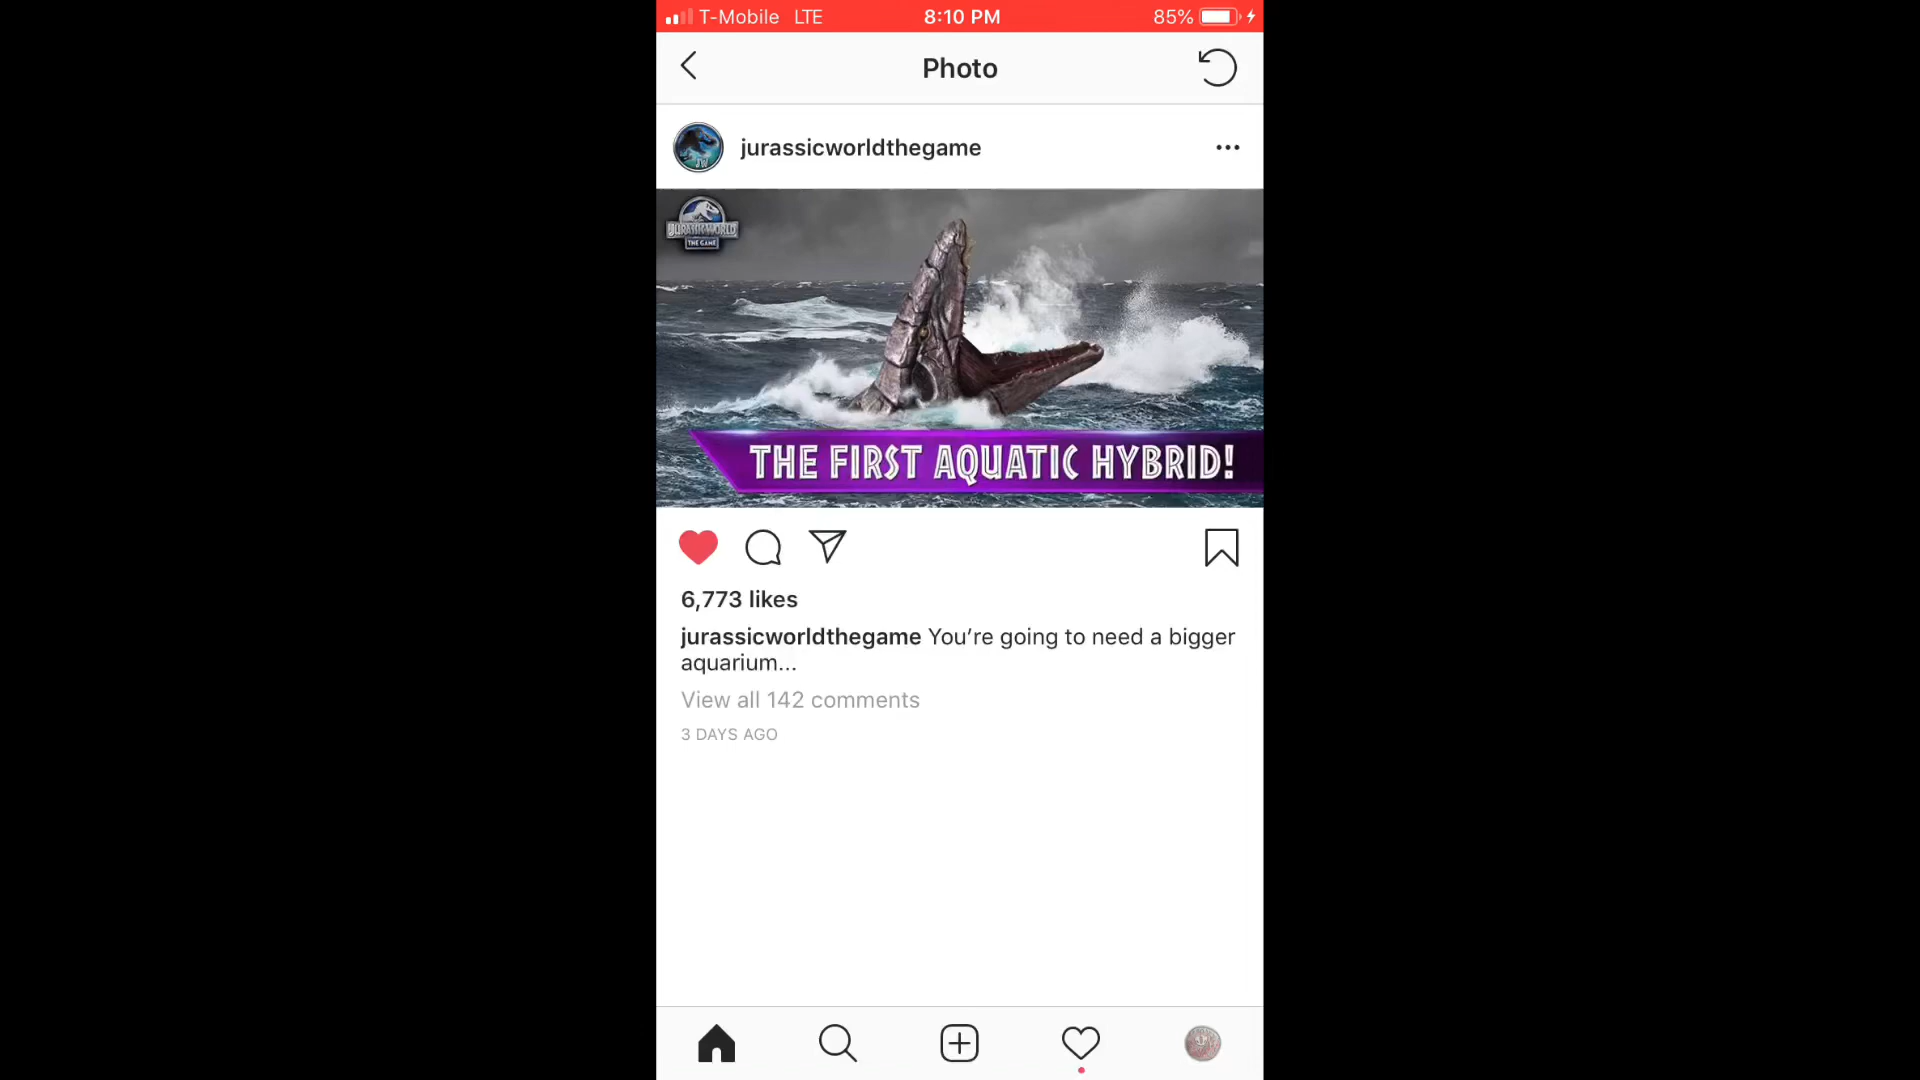 T-Mobile LTE 8:10 PM 85%
Photo
jurassicworldthegame
JURASSIC WORLD
THE GAME
THE FIRST AQUATIC HYBRID!
6,773 likes
jurassicworldthegame You’re going to need a bigger
aquarium...
View all 142 comments
3 DAYS AGO